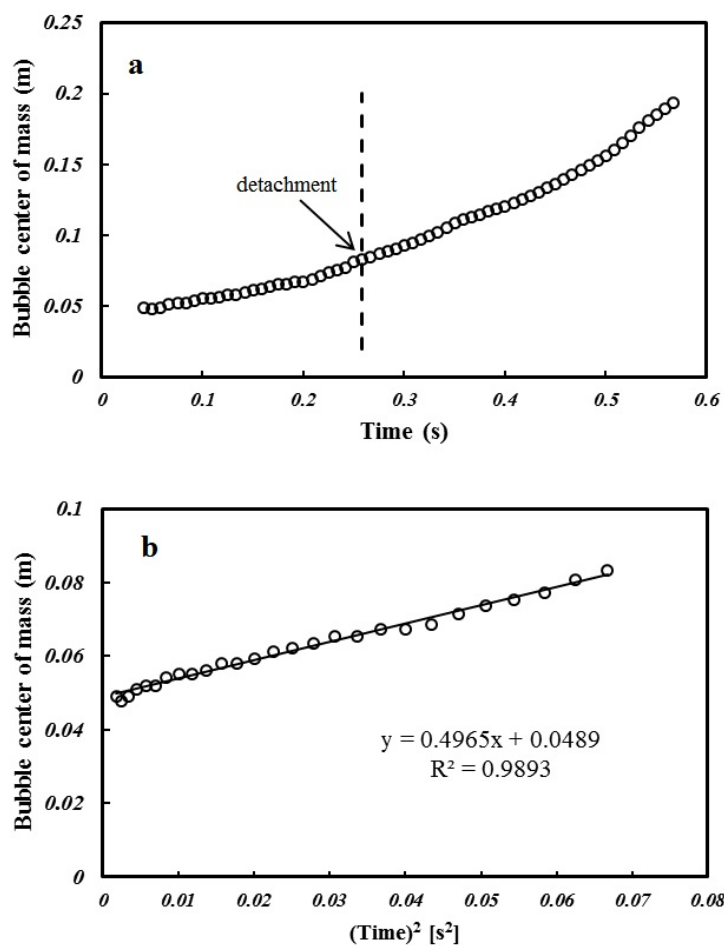 0.25
a
0.2
0.15
detachment
0.1
0.05
0
0 0.1 0.2 0.3 0.4 0.5 0.6
Bubble center of mass (m)
Time (s)
0.1
b
0.08
0.06
0.04
y = 0.4965x + 0.0489
R² = 0.9893
0.02
0
0 0.01 0.02 0.03 0.04 0.05 0.06 0.07 0.08
Bubble center of mass (m)
(Time)² [s²]